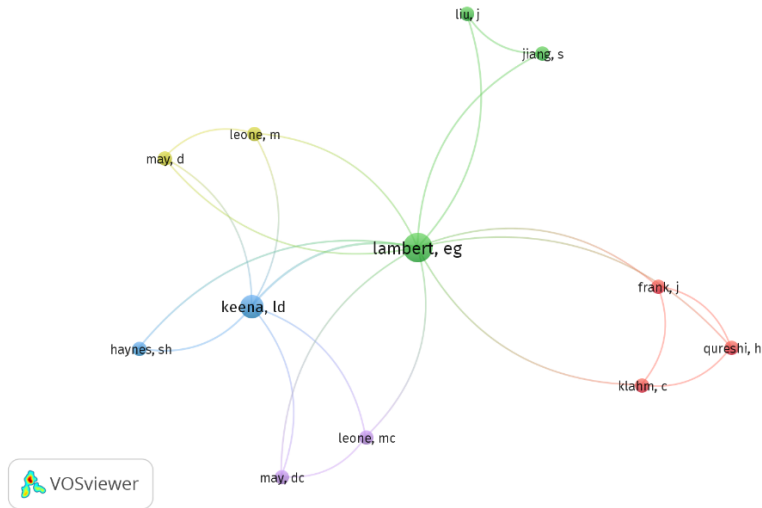 liu, j
jiang, s
leone, m
may, d
lambert, eg
frank, j
keena, ld
haynes, sh
qureshi, h
klahm, c
leone, mc
may, dc
VOSviewer